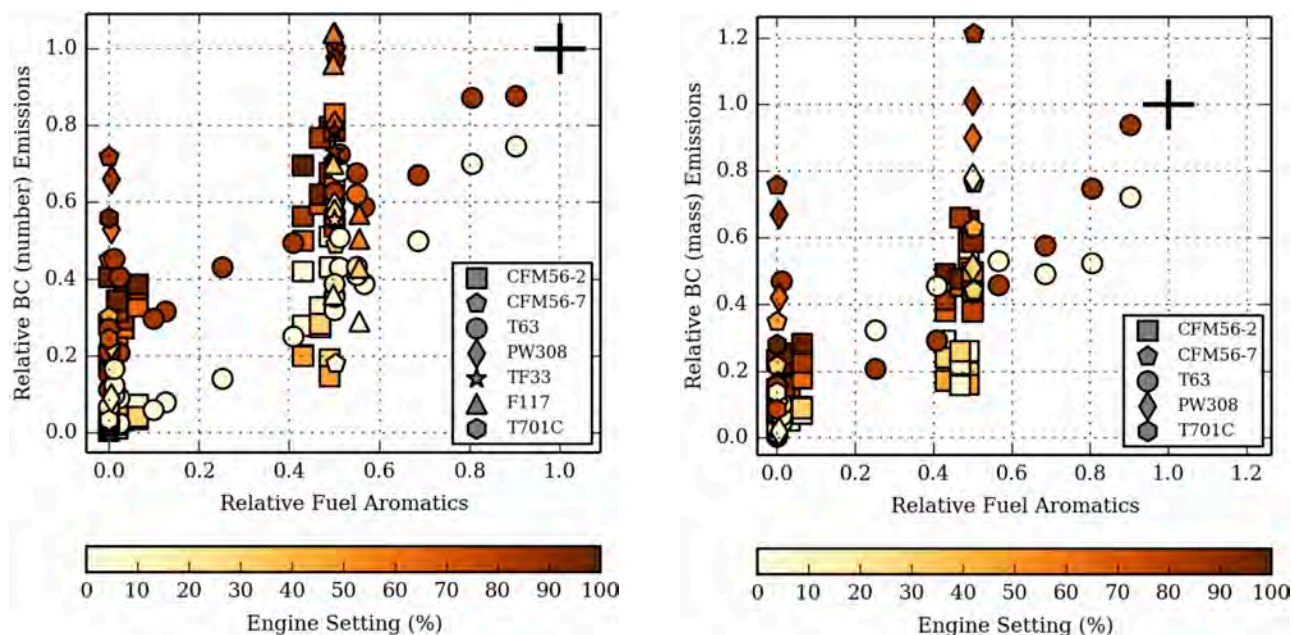 Relative BC (number) Emissions
1.0
0.8
0.6
0.4
0.2
0.0
0.0 0.2 0.4 0.6 0.8 1.0
Relative Fuel Aromatics
CFM56-2
CFM56-7
T63
PW308
TF33
F117
T701C
0 10 20 30 40 50 60 70 80 90 100
Engine Setting (%)
Relative BC (mass) Emissions
1.2
1.0
0.8
0.6
0.4
0.2
0.0
0.0 0.2 0.4 0.6 0.8 1.0 1.2
Relative Fuel Aromatics
CFM56-2
CFM56-7
T63
PW308
T701C
0 10 20 30 40 50 60 70 80 90 100
Engine Setting (%)